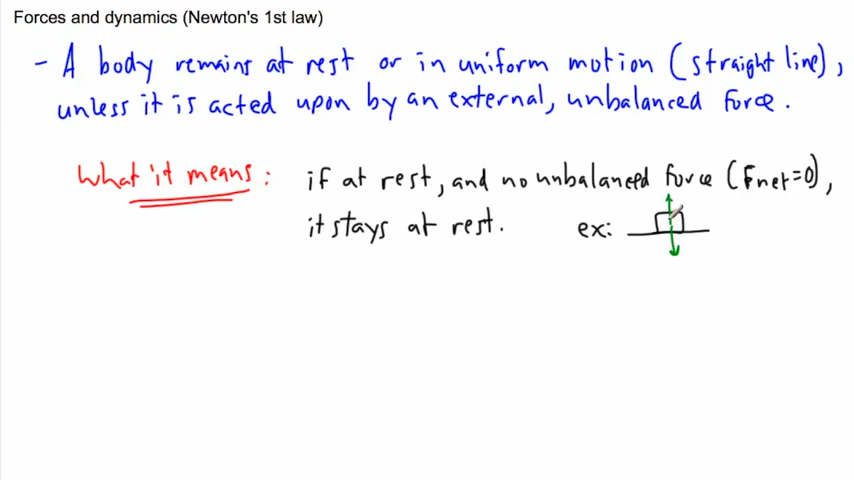 Forces and dynamics (Newton's 1st law)
- A body remains at rest or in uniform motion (straight line),
unless it is acted upon by an external, unbalanced force.
What it means: if at rest, and no unbalanced force (Fnet=0),
it stays at rest. ex: